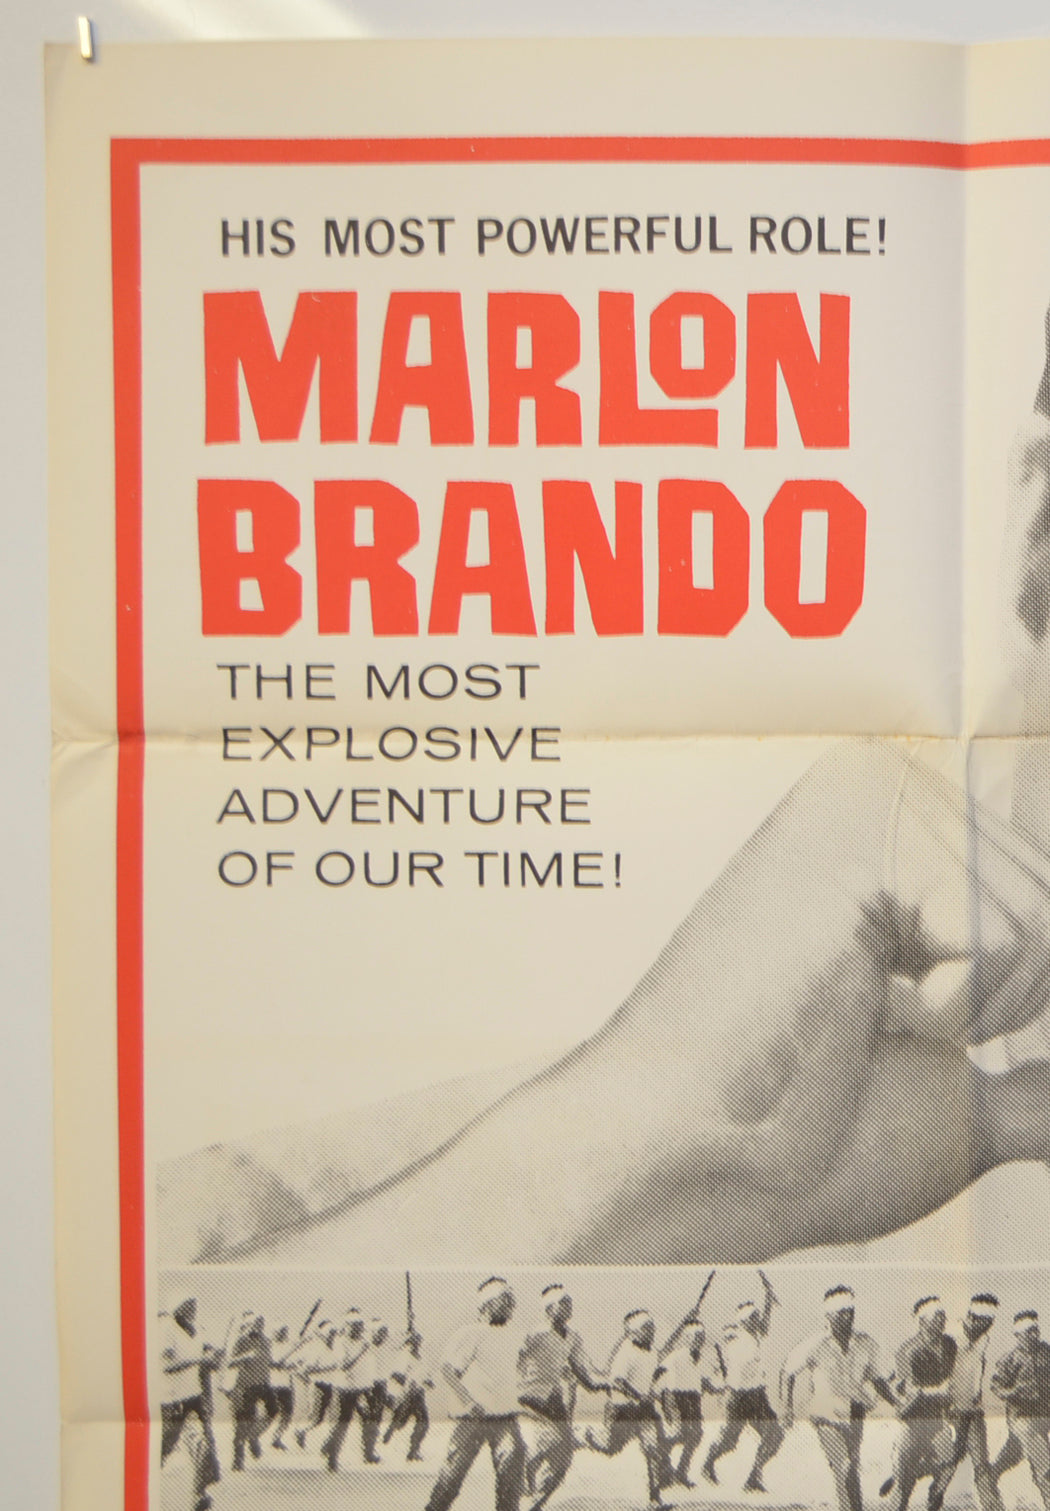 HIS MOST POWERFUL ROLE!
MARLON
BRANDO
THE MOST
EXPLOSIVE
ADVENTURE
OF OUR TIME!